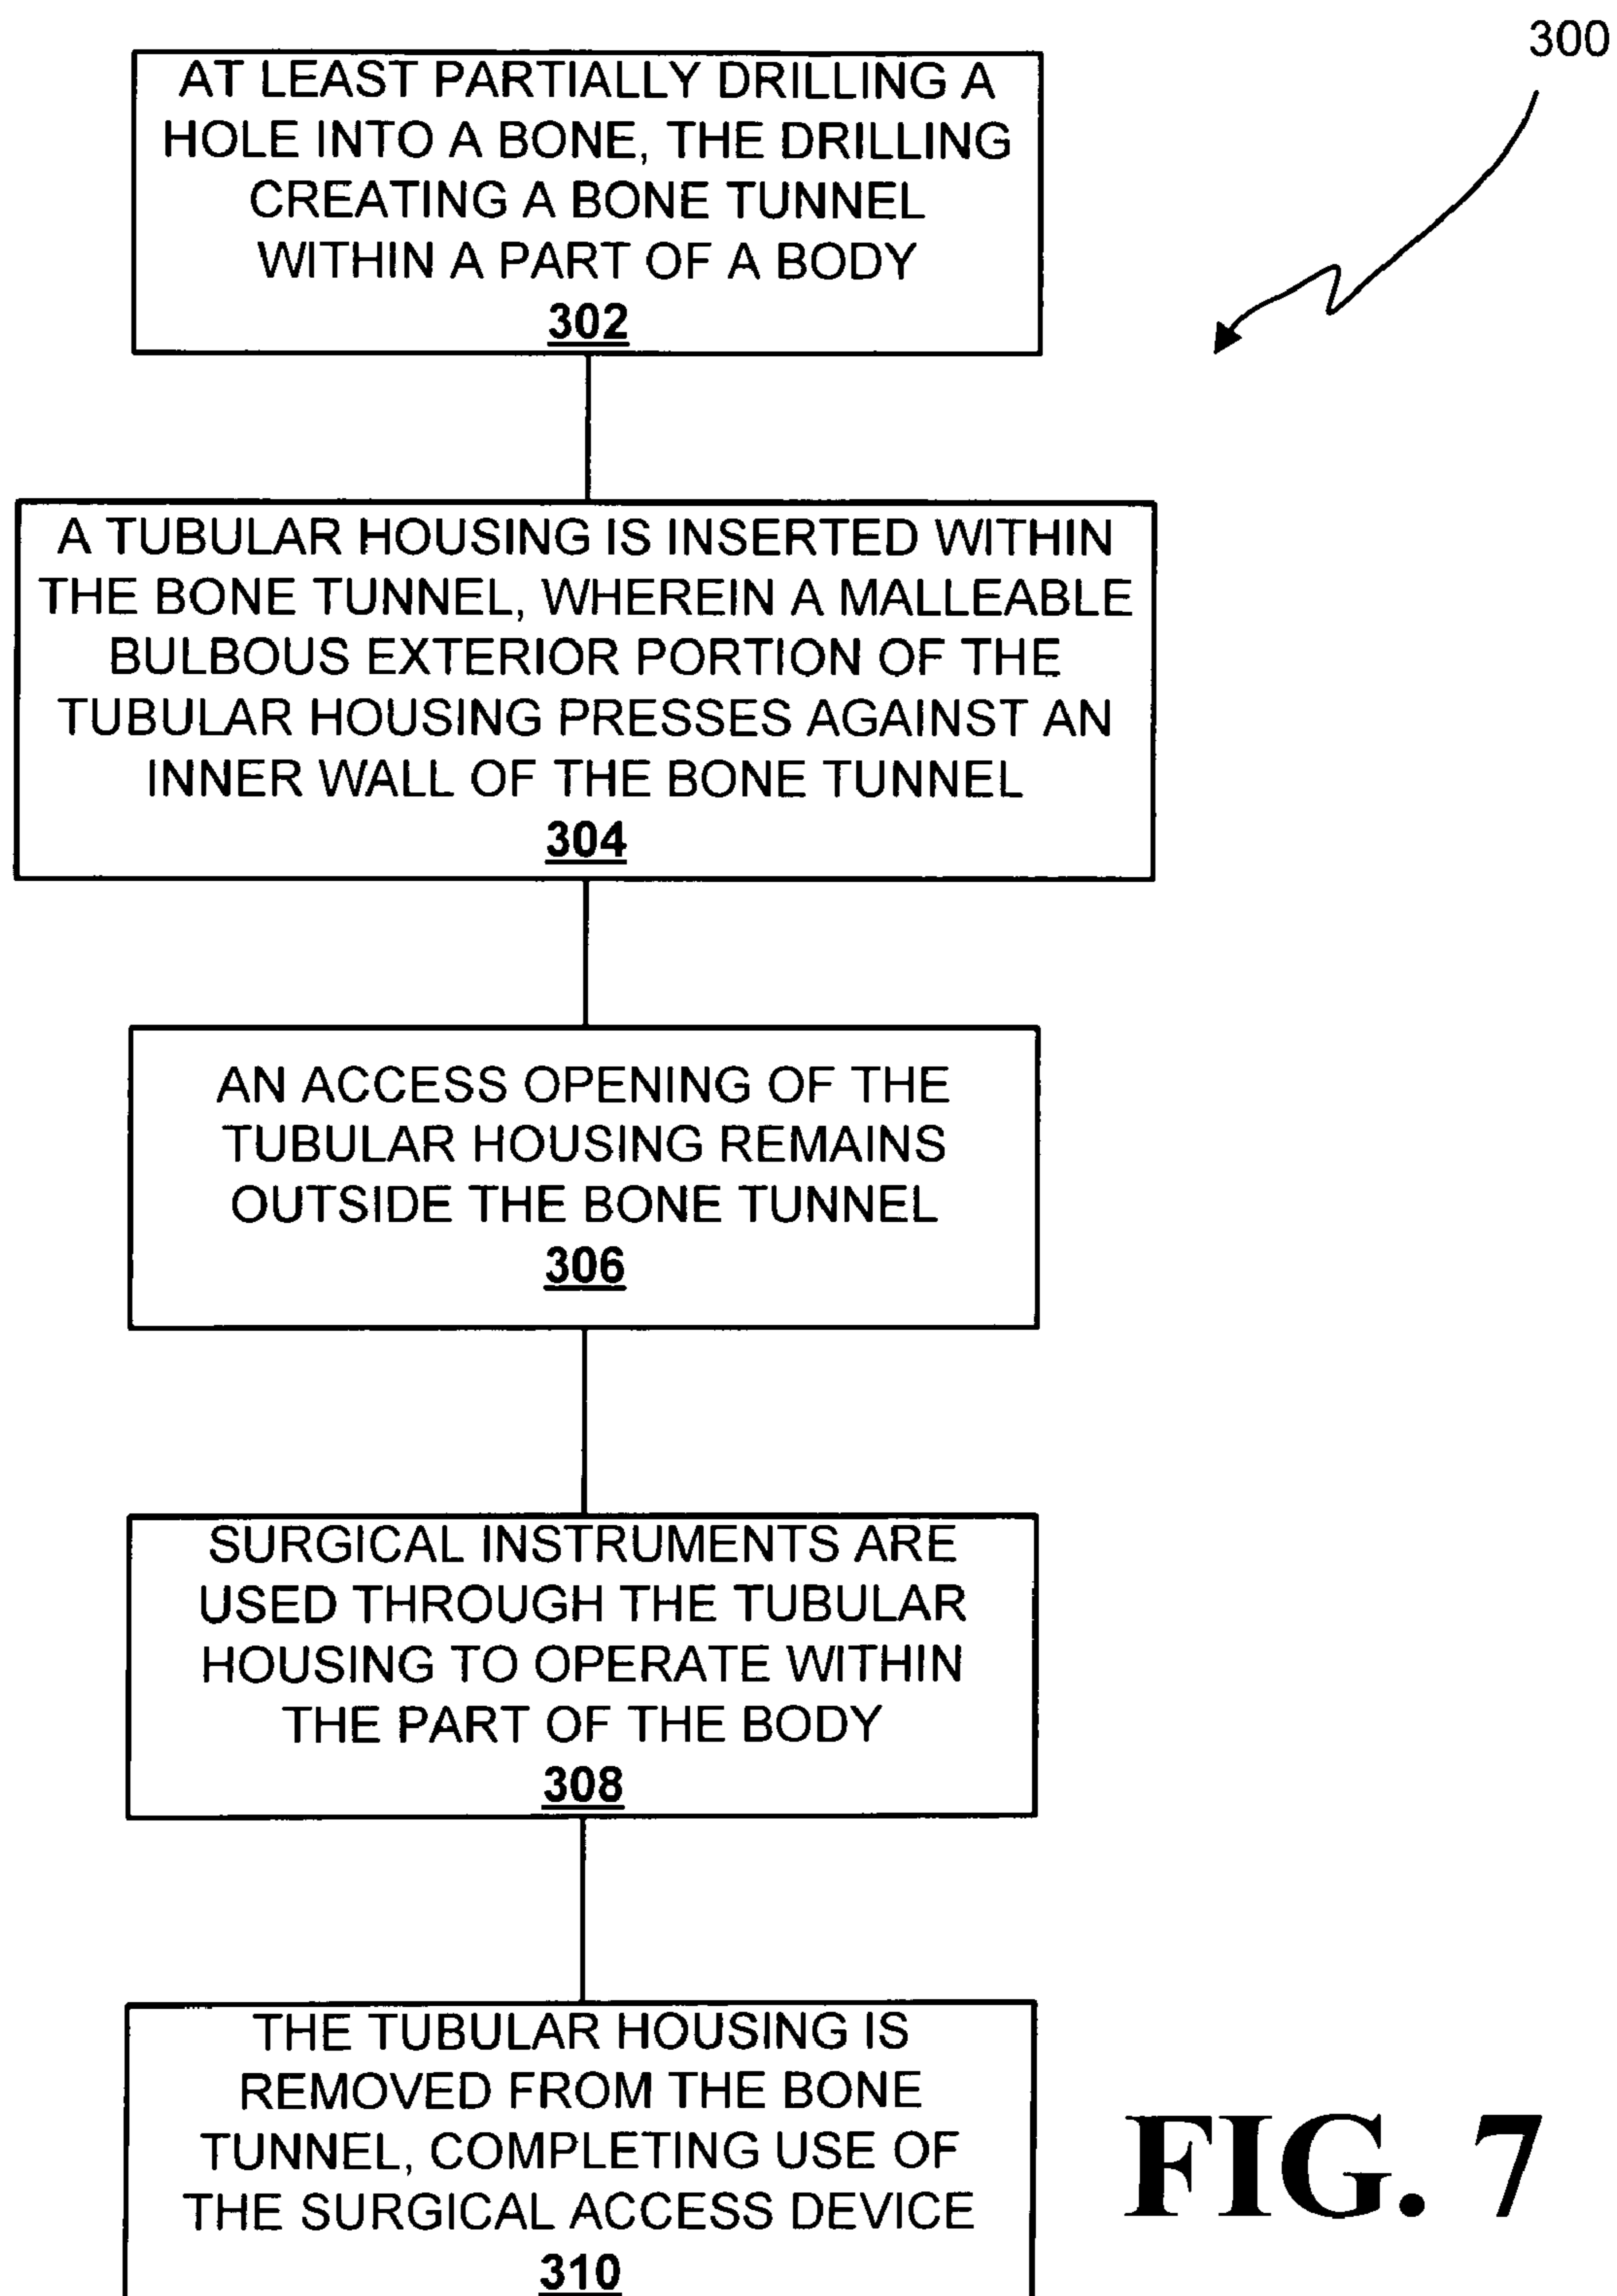 300
AT LEAST PARTIALLY DRILLING A
HOLE INTO A BONE, THE DRILLING
CREATING A BONE TUNNEL
WITHIN A PART OF A BODY
302
A TUBULAR HOUSING IS INSERTED WITHIN
THE BONE TUNNEL, WHEREIN A MALLEABLE
BULBOUS EXTERIOR PORTION OF THE
TUBULAR HOUSING PRESSES AGAINST AN
INNER WALL OF THE BONE TUNNEL
304
AN ACCESS OPENING OF THE
TUBULAR HOUSING REMAINS
OUTSIDE THE BONE TUNNEL
306
SURGICAL INSTRUMENTS ARE
USED THROUGH THE TUBULAR
HOUSING TO OPERATE WITHIN
THE PART OF THE BODY
308
THE TUBULAR HOUSING IS
REMOVED FROM THE BONE
TUNNEL, COMPLETING USE OF
THE SURGICAL ACCESS DEVICE
310
FIG. 7